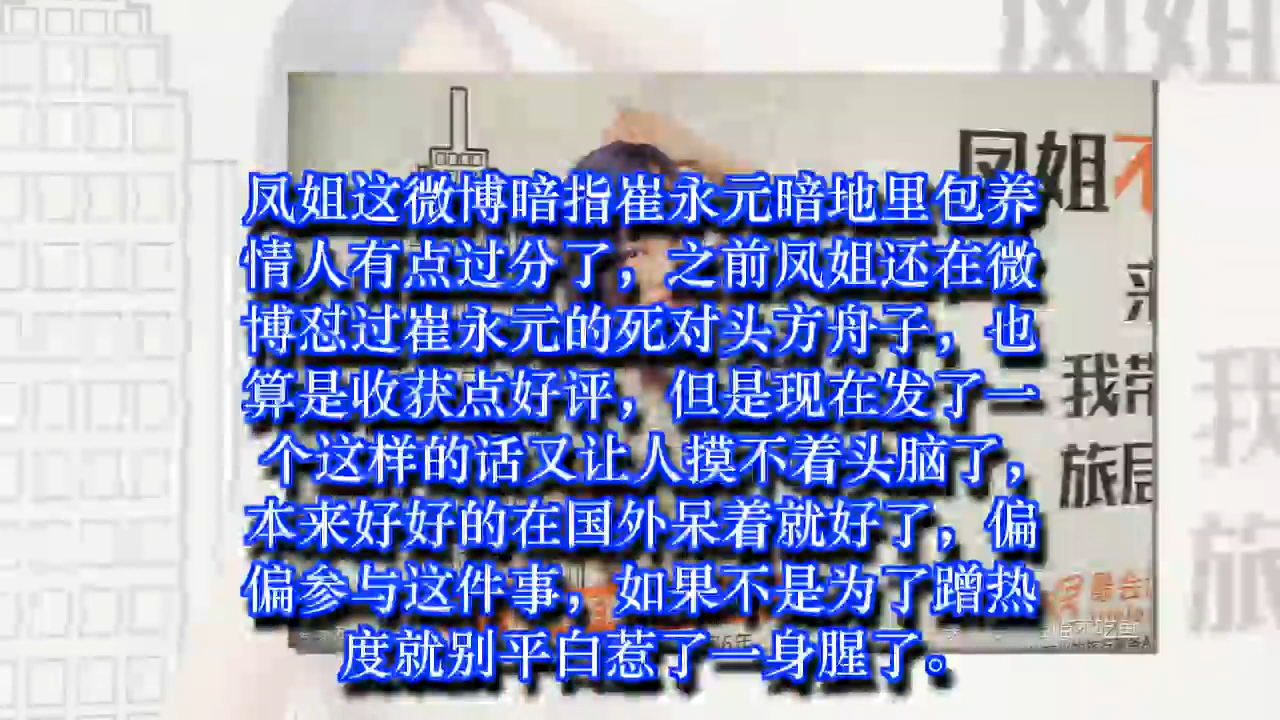 凤姐不
我带
旅居
凤姐这微博暗指崔永元暗地里包养
情人有点过分了，之前凤姐还在微
博怼过崔永元的死对头方舟子，也
算是收获点好评，但是现在发了一
个这样的话又让人摸不着头脑了，
本来好好的在国外呆着就好了，偏
偏参与这件事，如果不是为了蹭热
度就别平白惹了一身腥了。